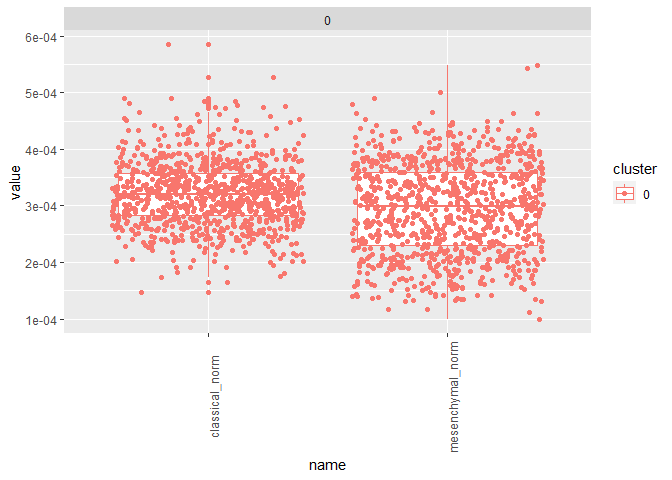 0
6e-04
5e-04
4e-04
3e-04
2e-04
1e-04
value
classical_norm
mesenchymal_norm
name
cluster
0